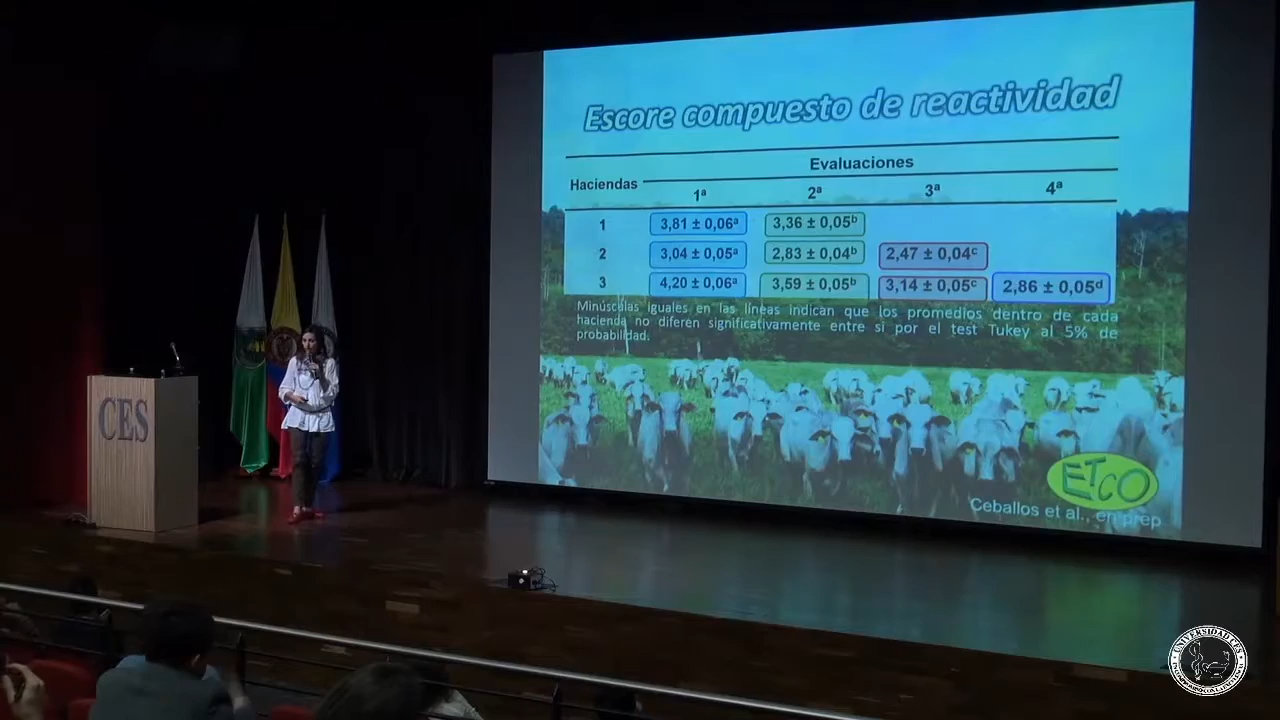 Escore compuesto de reactividad
Evaluaciones
Haciendas
1ª 2ª 3ª 4ª
1 3,81 ± 0,06ª 3,36 ± 0,05ᵇ
2 3,04 ± 0,05ª 2,83 ± 0,04ᵇ 2,47 ± 0,04ᶜ
3 4,20 ± 0,06ª 3,59 ± 0,05ᵇ 3,14 ± 0,05ᶜ 2,86 ± 0,05ᵈ
Minúsculas iguales en las líneas indican que los promedios dentro de cada
hacienda no diferen significativamente entre si por el test Tukey al 5% de
probabilidad.
ETCO
Ceballos et al., en prep
CES
UNIVERSIDAD CES